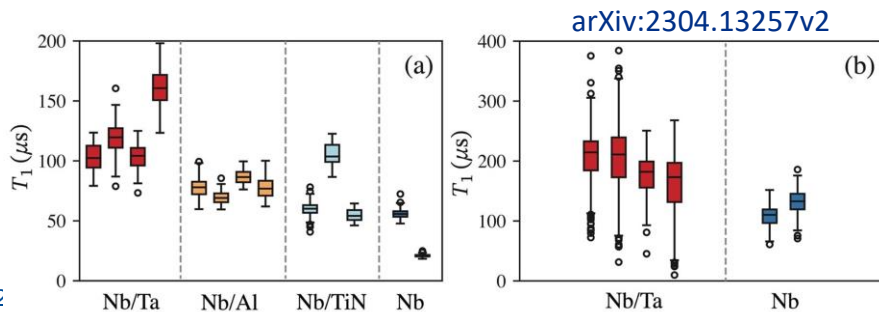 arXiv:2304.13257v2
200
150
100
50
0
T₁ (μs)
(a)
Nb/Ta
Nb/Al
Nb/TiN
Nb
400
300
200
100
0
T₁ (μs)
(b)
Nb/Ta
Nb